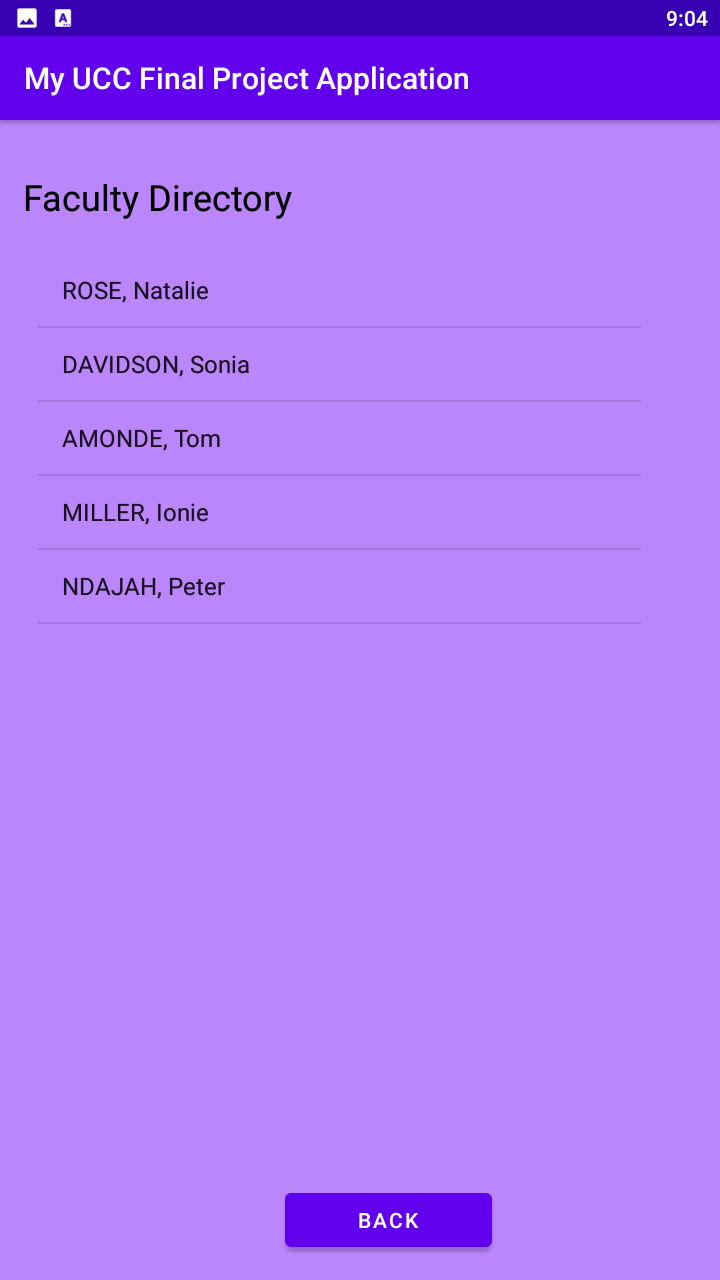 9:04
My UCC Final Project Application
Faculty Directory
ROSE, Natalie
DAVIDSON, Sonia
AMONDE, Tom
MILLER, Ionie
NDAJAH, Peter
BACK